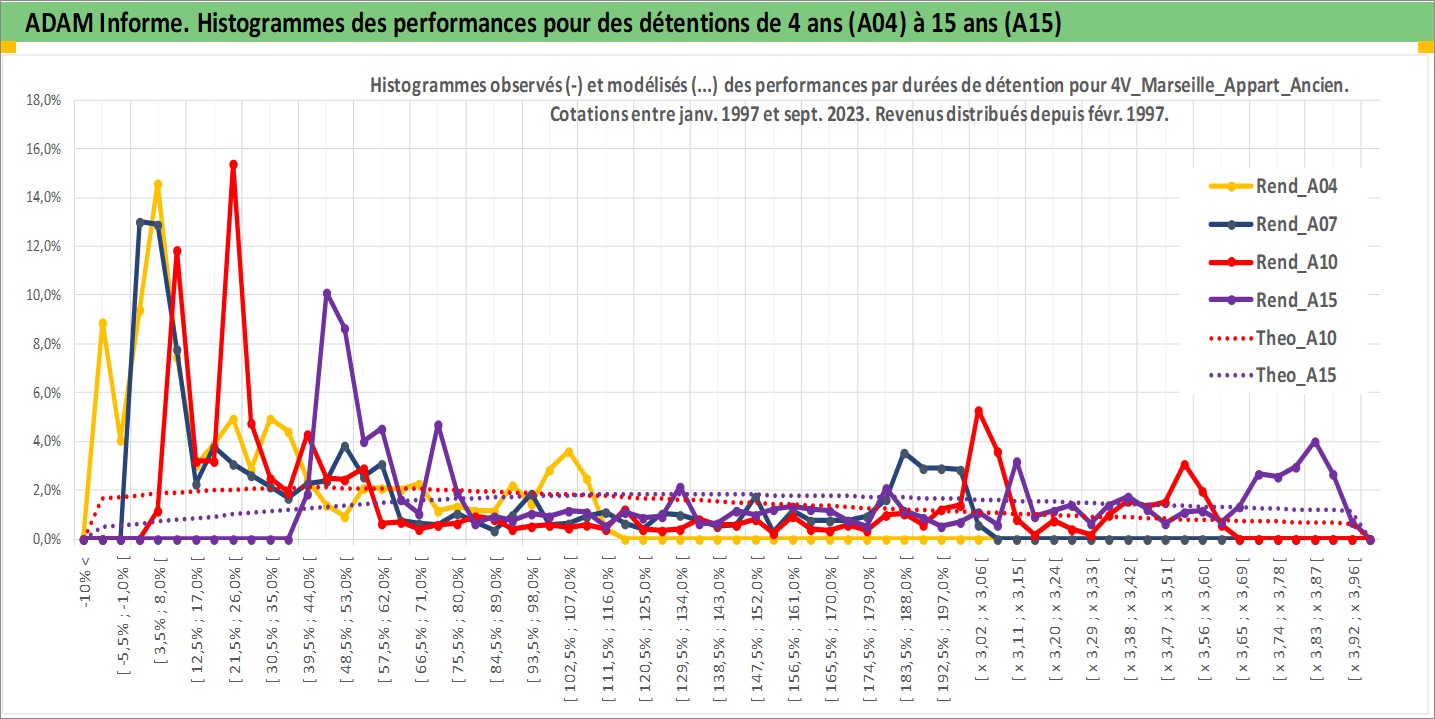 ADAM Informe. Histogrammes des performances pour des détentions de 4 ans (A04) à 15 ans (A15)
Histogrammes observés (-) et modélisés (...) des performances par durées de détention pour 4V_Marseille_Appart_Ancien.
Cotations entre janv. 1997 et sept. 2023. Revenus distribués depuis févr. 1997.
18,0%
16,0%
14,0%
12,0%
10,0%
8,0%
6,0%
4,0%
2,0%
0,0%
Rend_A04
Rend_A07
Rend_A10
Rend_A15
Theo_A10
Theo_A15
-10% <
[ -5,5% ; -1,0% [
[ 3,5% ; 8,0% [
[ 12,5% ; 17,0% [
[ 21,5% ; 26,0% [
[ 30,5% ; 35,0% [
[ 39,5% ; 44,0% [
[ 48,5% ; 53,0% [
[ 57,5% ; 62,0% [
[ 66,5% ; 71,0% [
[ 75,5% ; 80,0% [
[ 84,5% ; 89,0% [
[ 93,5% ; 98,0% [
[ 102,5% ; 107,0% [
[ 111,5% ; 116,0% [
[ 120,5% ; 125,0% [
[ 129,5% ; 134,0% [
[ 138,5% ; 143,0% [
[ 147,5% ; 152,0% [
[ 156,5% ; 161,0% [
[ 165,5% ; 170,0% [
[ 174,5% ; 179,0% [
[ 183,5% ; 188,0% [
[ 192,5% ; 197,0% [
[ x 3,02 ; x 3,06 [
[ x 3,11 ; x 3,15 [
[ x 3,20 ; x 3,24 [
[ x 3,29 ; x 3,33 [
[ x 3,38 ; x 3,42 [
[ x 3,47 ; x 3,51 [
[ x 3,56 ; x 3,60 [
[ x 3,65 ; x 3,69 [
[ x 3,74 ; x 3,78 [
[ x 3,83 ; x 3,87 [
[ x 3,92 ; x 3,96 [